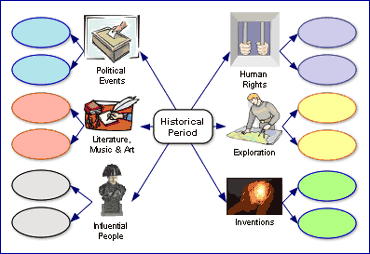 Political
Events
Human
Rights
Historical
Period
Literature,
Music & Art
Exploration
Influential
People
Inventions